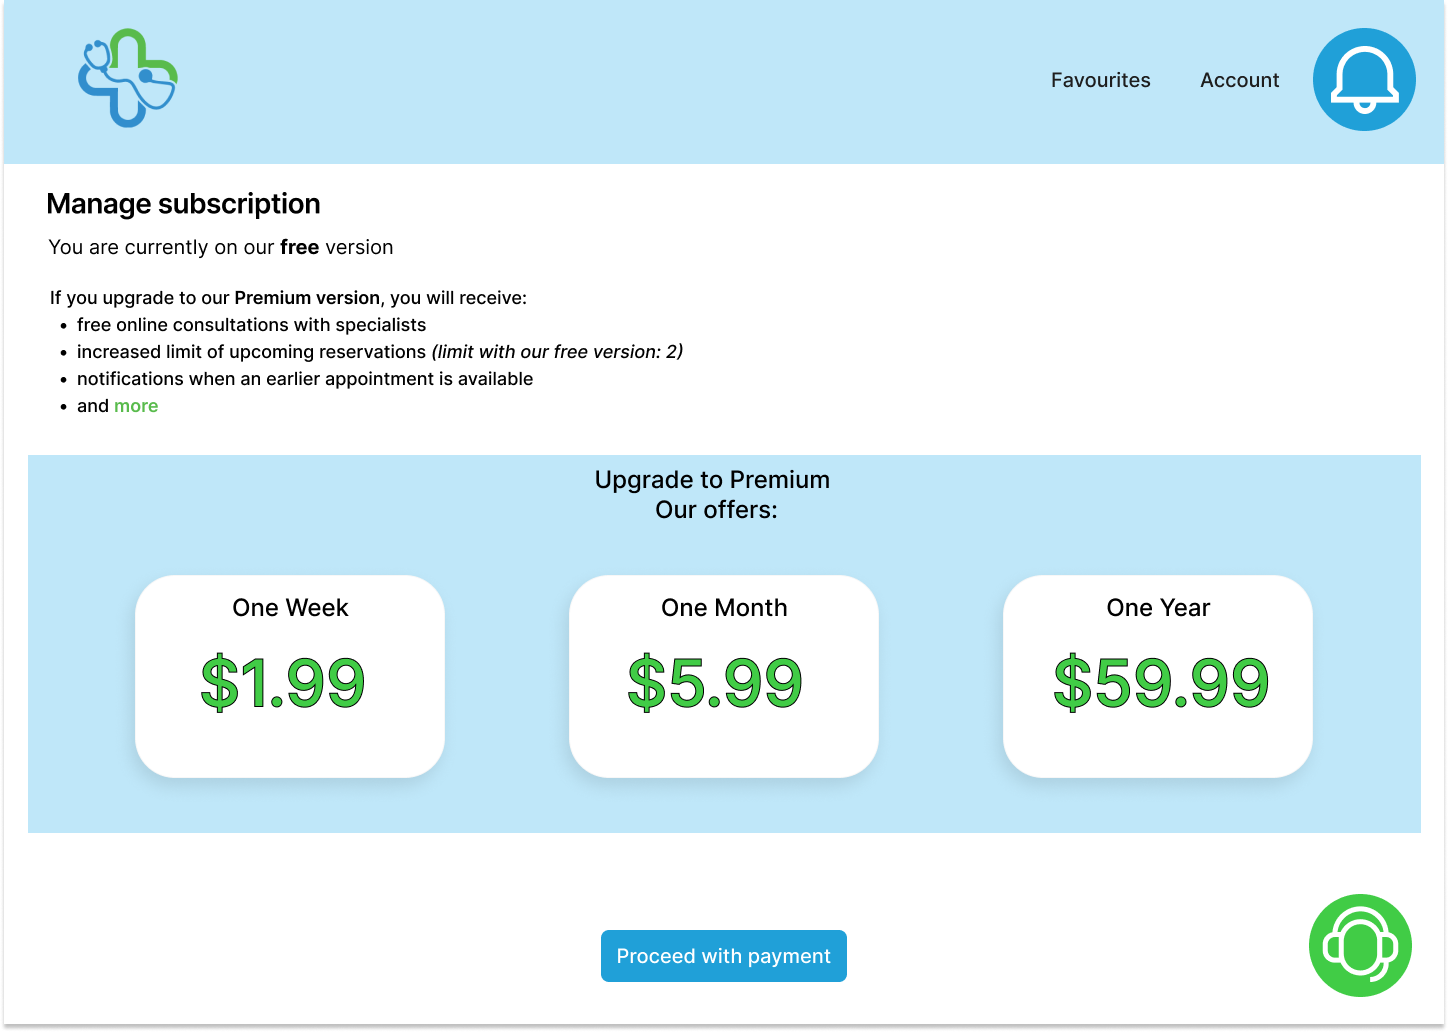 Favourites Account
Manage subscription
You are currently on our free version
If you upgrade to our Premium version, you will receive:
• free online consultations with specialists
• increased limit of upcoming reservations (limit with our free version: 2)
• notifications when an earlier appointment is available
• and more
Upgrade to Premium
Our offers:
One Week
$1.99
One Month
$5.99
One Year
$59.99
Proceed with payment